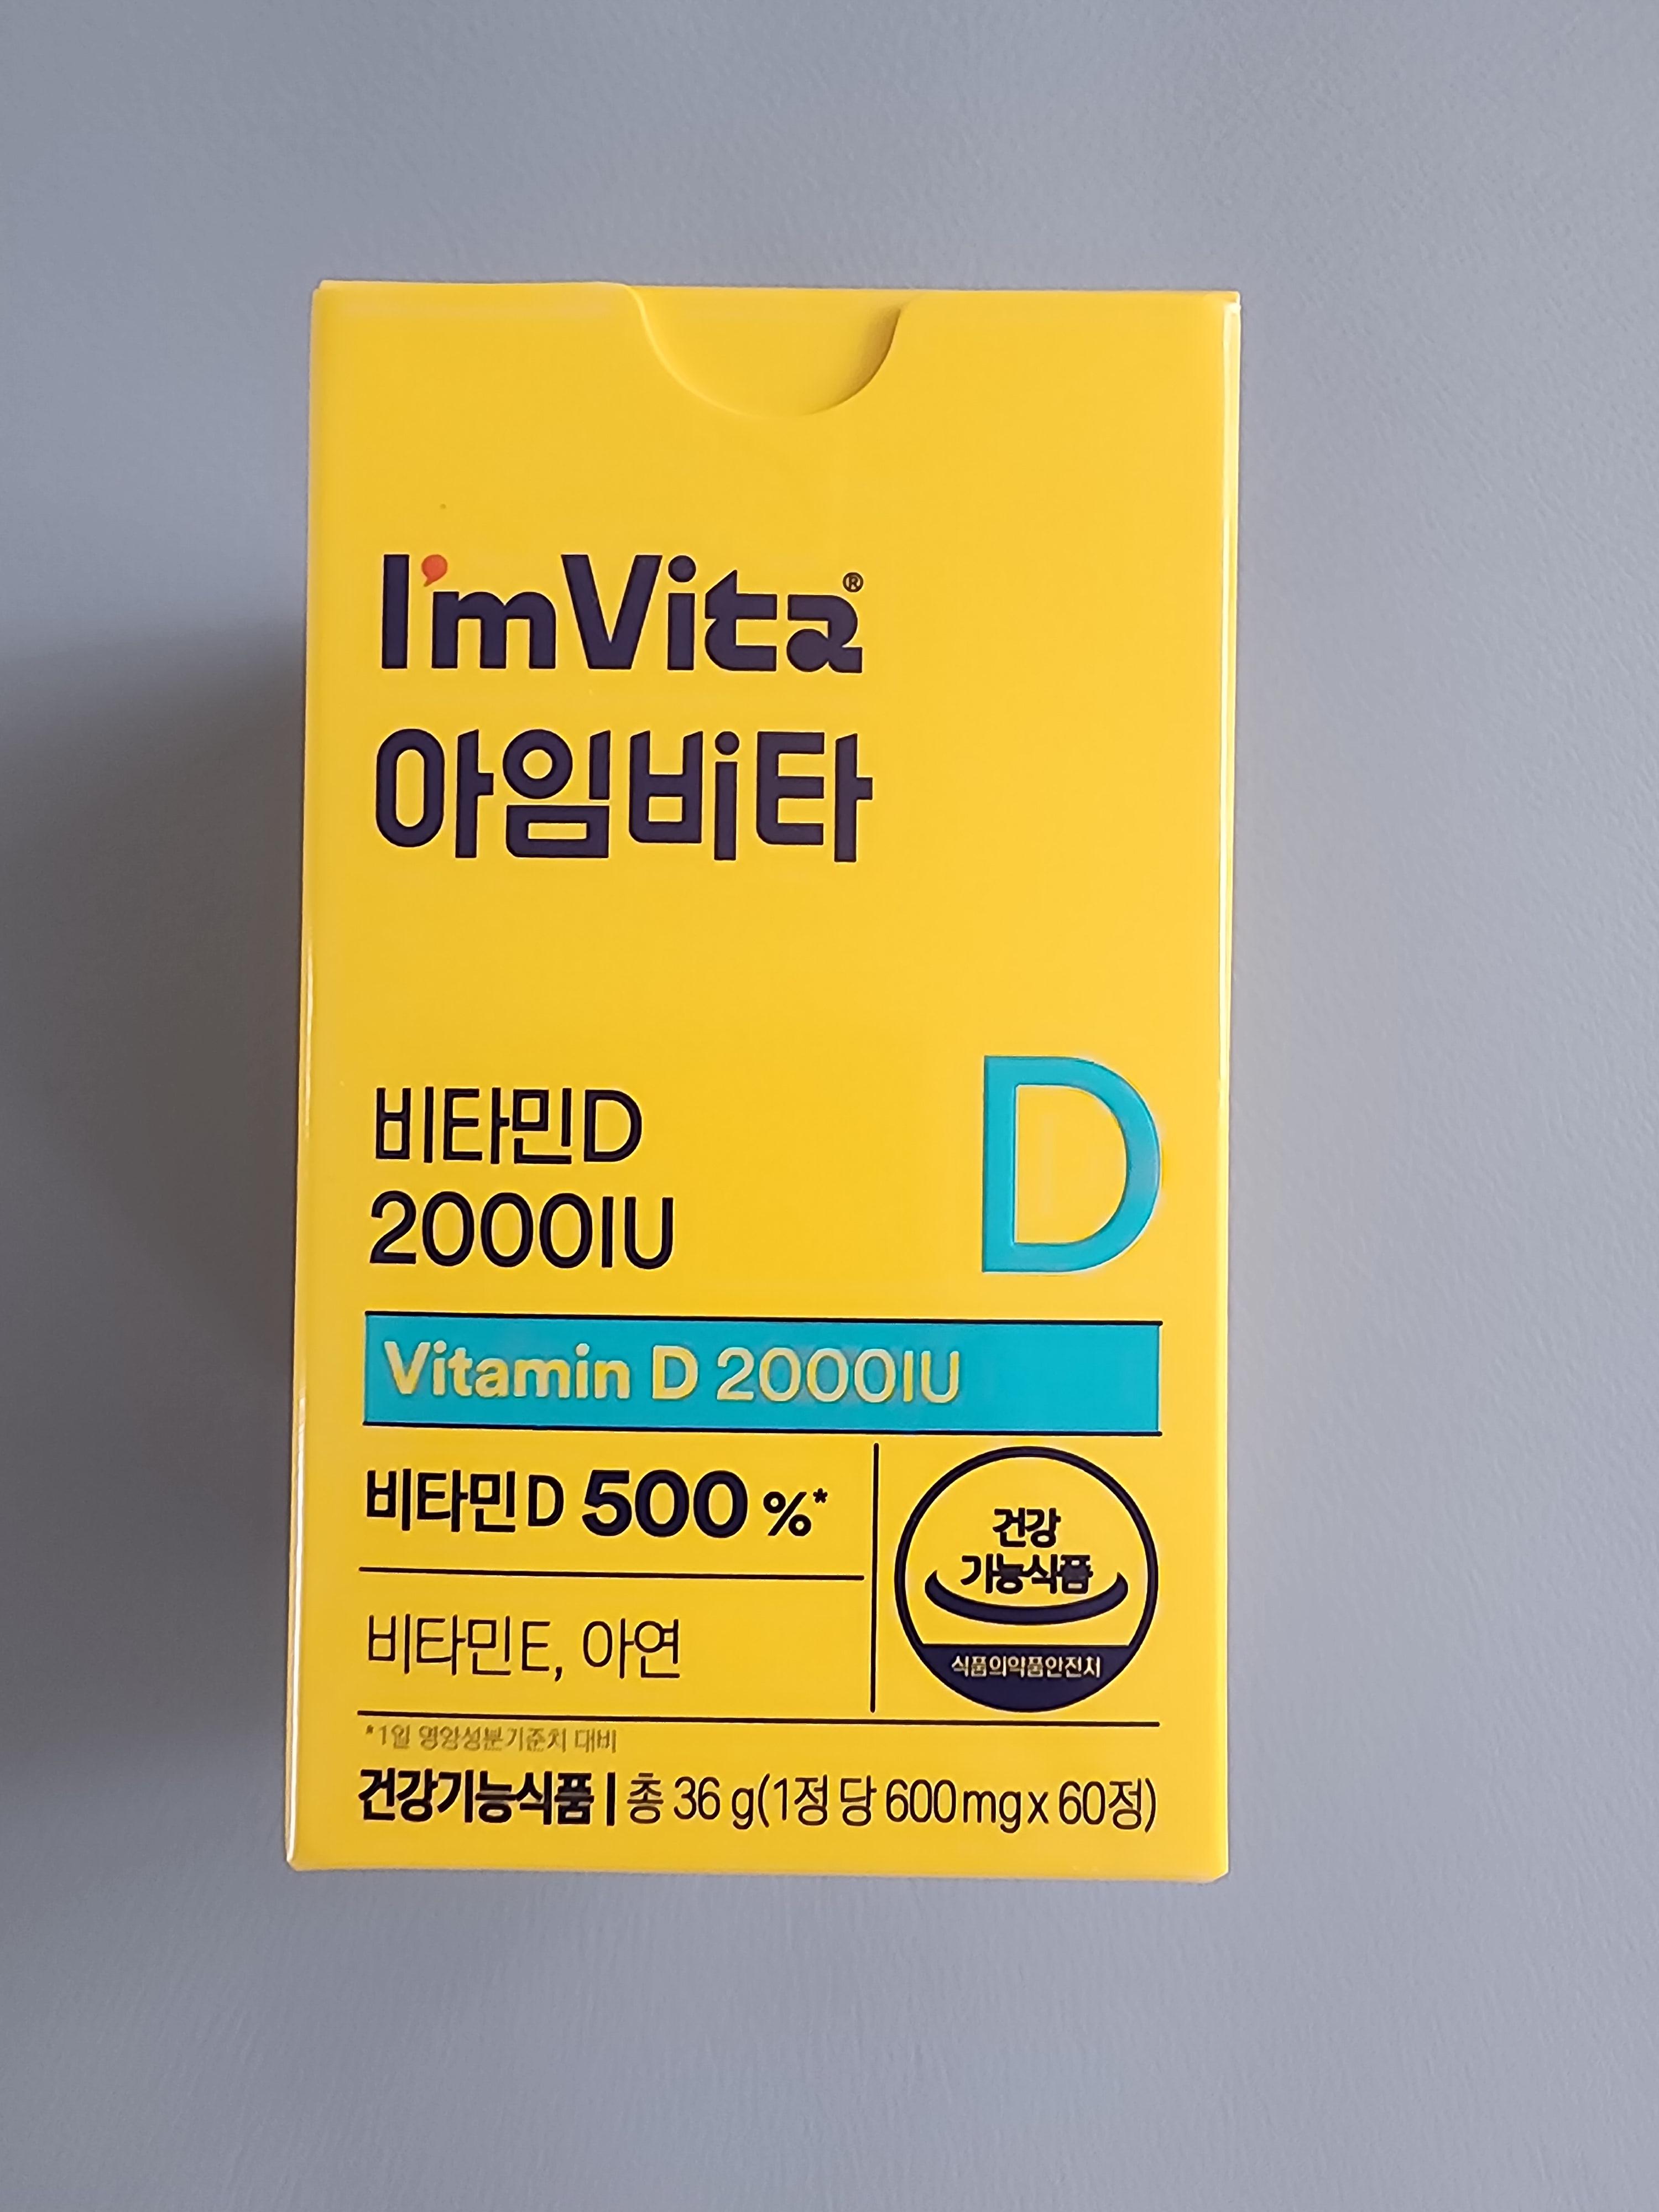 I'mVita®
아임비타
비타민D
2000IU
D
Vitamin D 2000IU
비타민D 500 %*
비타민E, 아연
건강
기능식품
식품의약품안전처
*1일 영양성분기준치 대비
건강기능식품 | 총 36 g(1정 당 600mg x 60정)